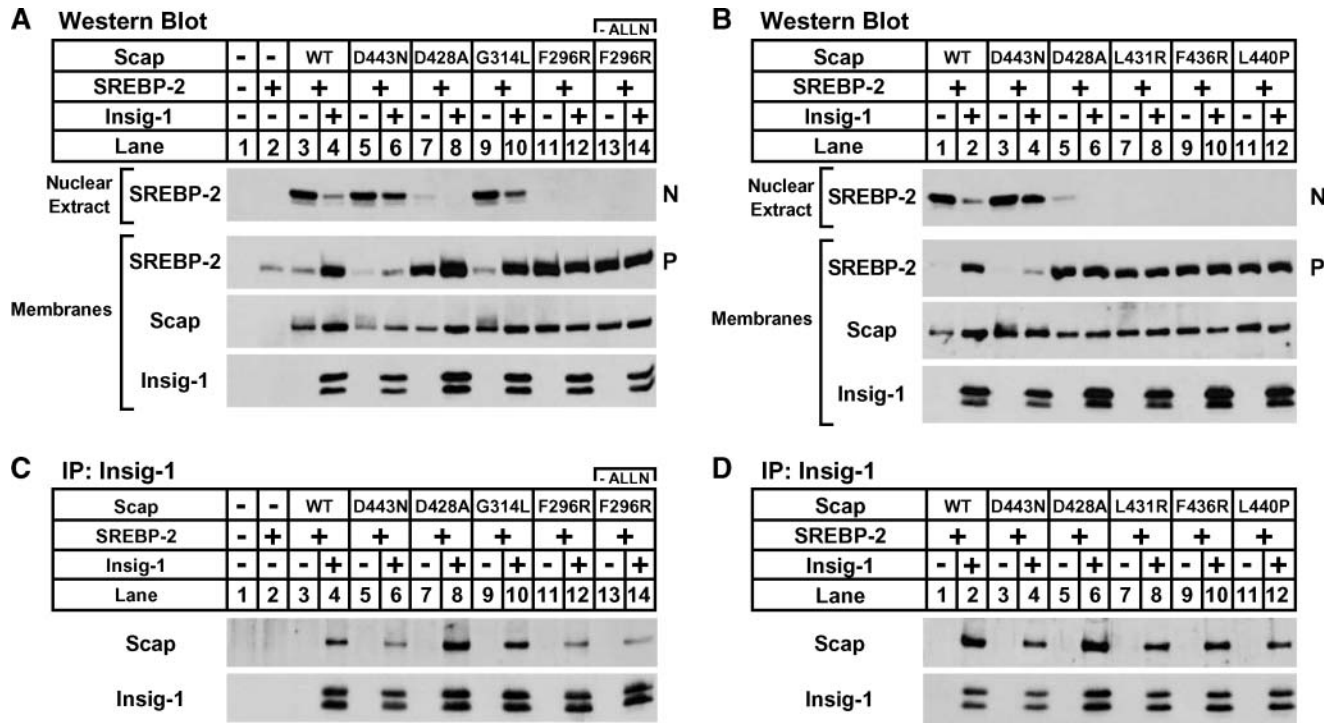 A Western Blot
- ALLN
Scap - - WT D443N D428A G314L F296R F296R
SREBP-2 - + + + + + + +
Insig-1 - - - + - + - + - + - + - +
Lane 1 2 3 4 5 6 7 8 9 10 11 12 13 14
Nuclear Extract SREBP-2 N
Membranes
SREBP-2 P
Scap
Insig-1
B Western Blot
Scap WT D443N D428A L431R F436R L440P
SREBP-2 + + + + + +
Insig-1 - + - + - + - + - + - +
Lane 1 2 3 4 5 6 7 8 9 10 11 12
Nuclear Extract SREBP-2 N
Membranes
SREBP-2 P
Scap
Insig-1
C IP: Insig-1
- ALLN
Scap - - WT D443N D428A G314L F296R F296R
SREBP-2 - + + + + + + +
Insig-1 - - - + - + - + - + - + - +
Lane 1 2 3 4 5 6 7 8 9 10 11 12 13 14
Scap
Insig-1
D IP: Insig-1
Scap WT D443N D428A L431R F436R L440P
SREBP-2 + + + + + +
Insig-1 - + - + - + - + - + - +
Lane 1 2 3 4 5 6 7 8 9 10 11 12
Scap
Insig-1